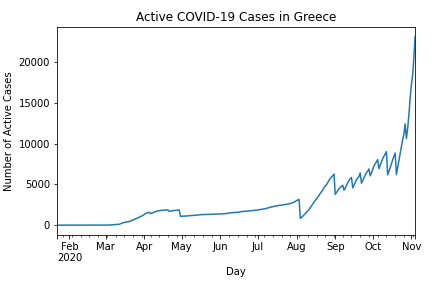 Active COVID-19 Cases in Greece
Number of Active Cases
20000
15000
10000
5000
0
Feb Mar Apr May Jun Jul Aug Sep Oct Nov
2020
Day